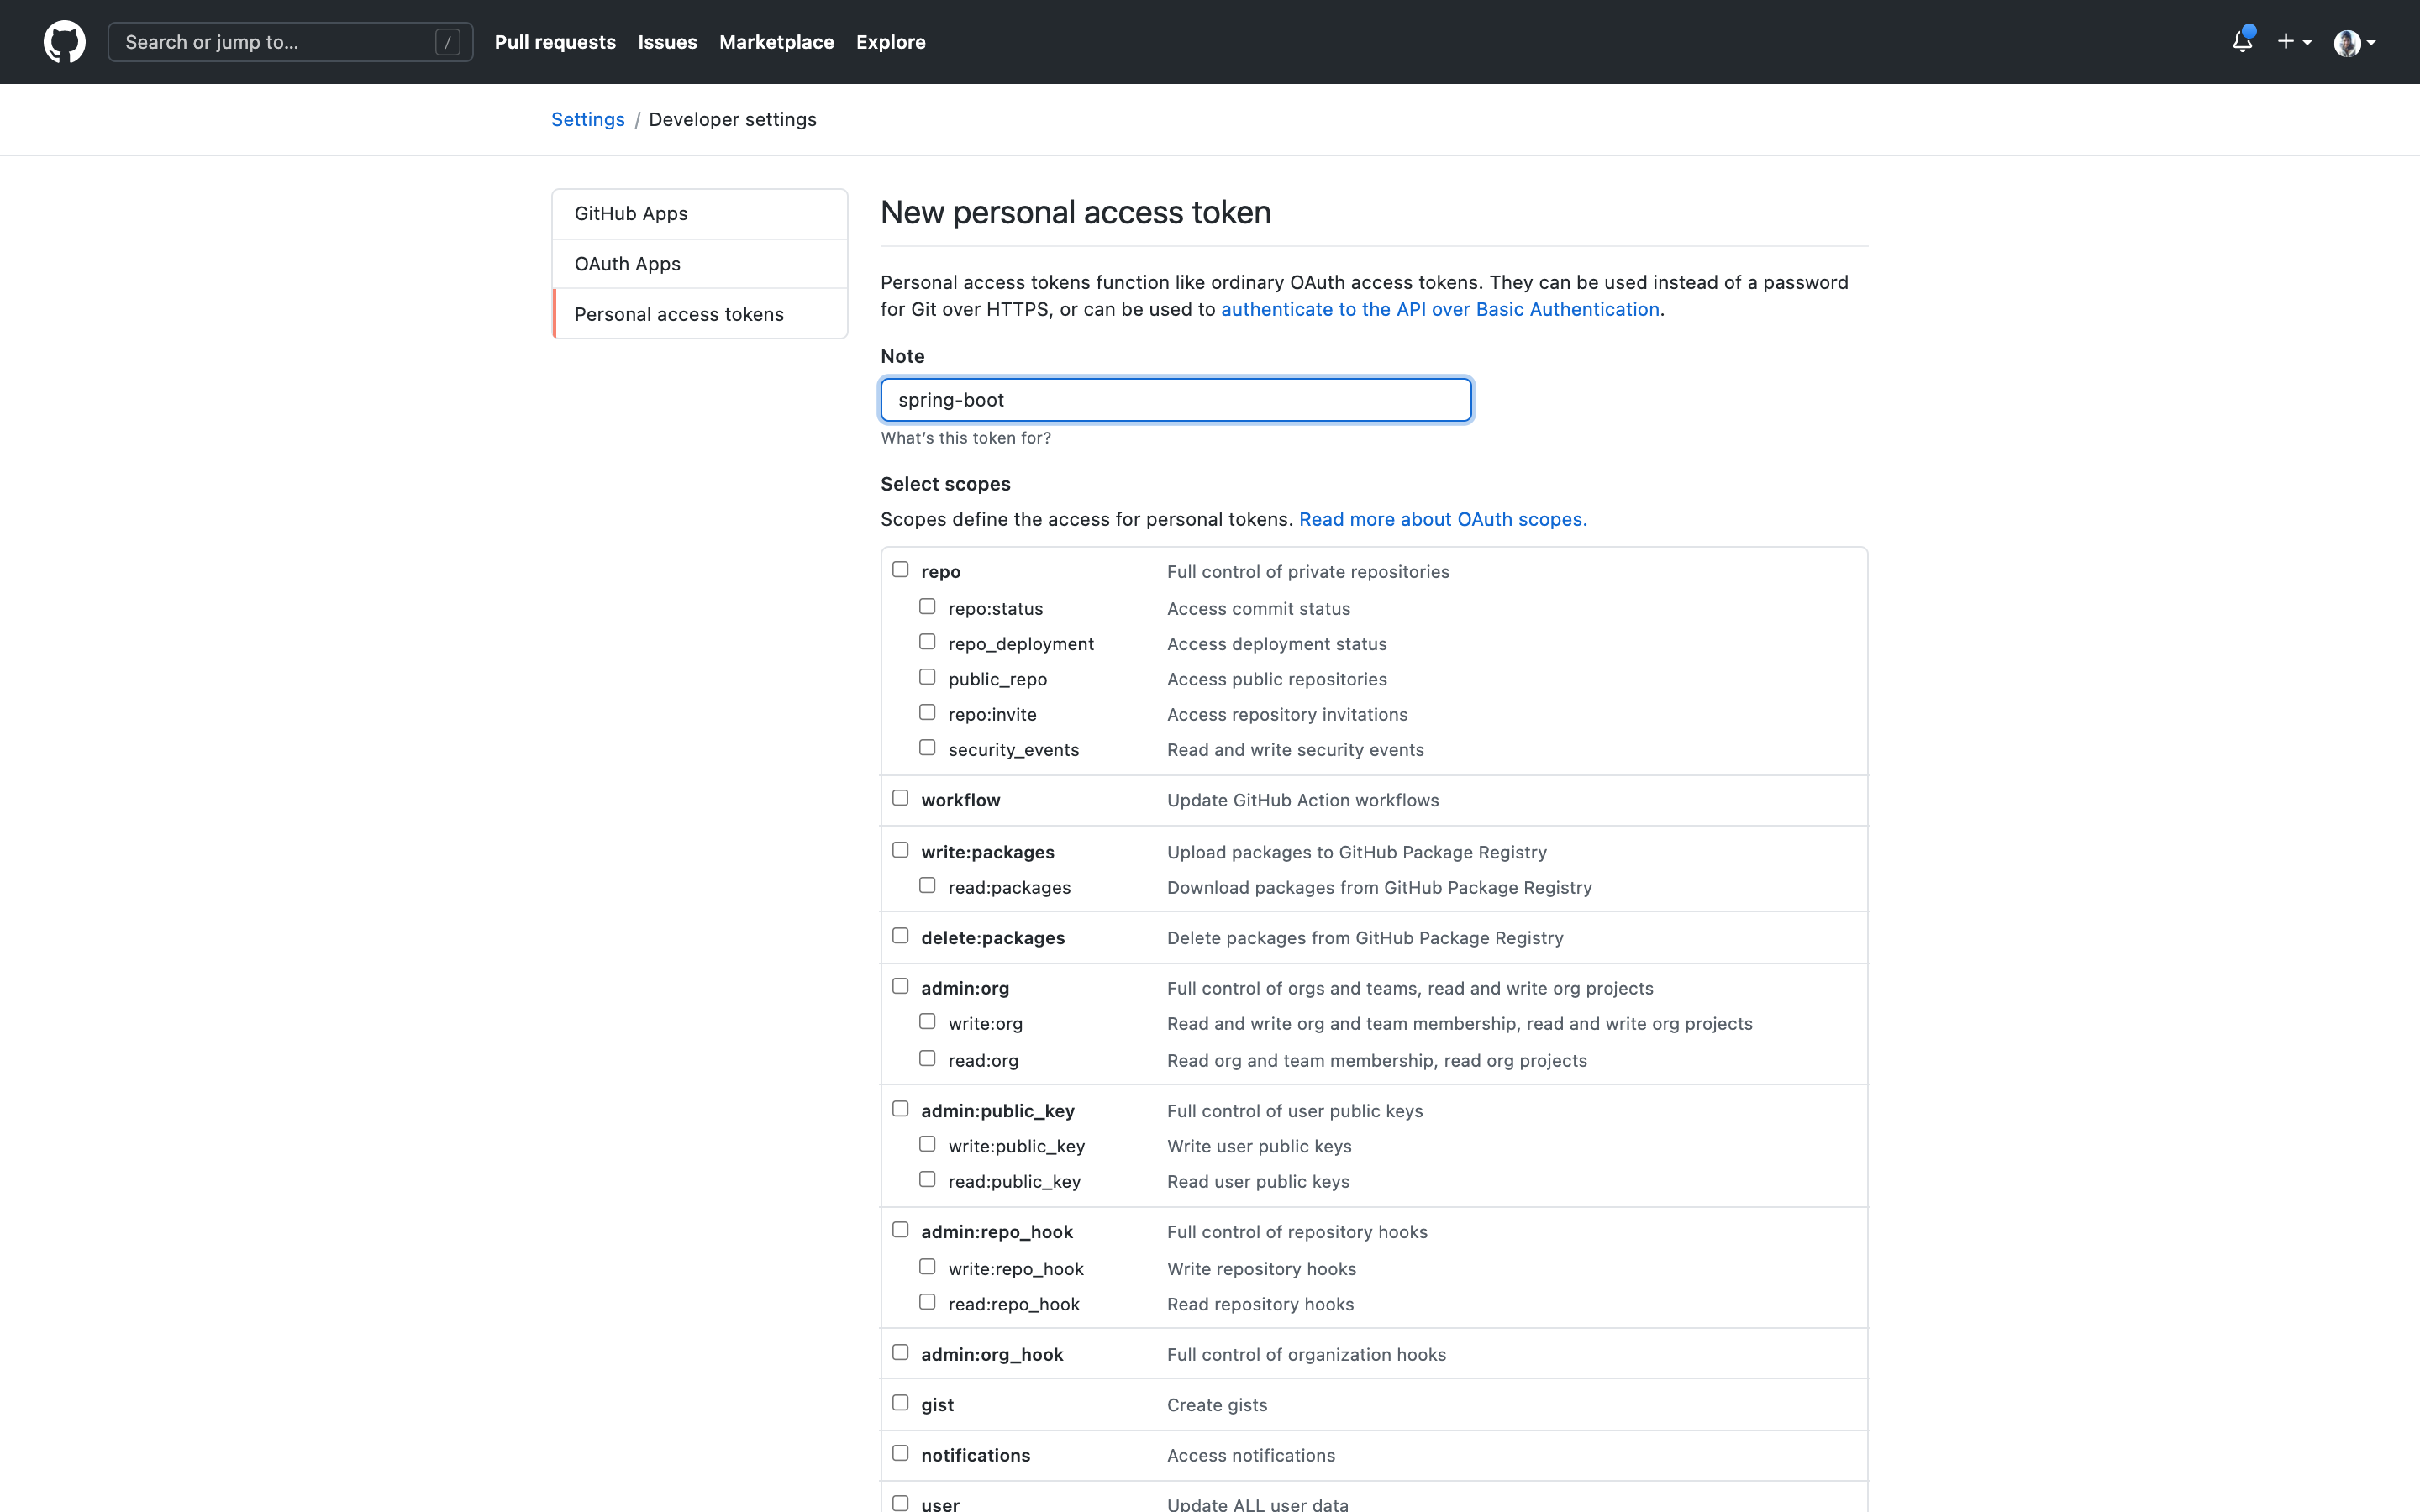 Search or jump to... /
Pull requests Issues Marketplace Explore
Settings / Developer settings
GitHub Apps
OAuth Apps
Personal access tokens
New personal access token
Personal access tokens function like ordinary OAuth access tokens. They can be used instead of a password
for Git over HTTPS, or can be used to authenticate to the API over Basic Authentication.
Note
spring-boot
What's this token for?
Select scopes
Scopes define the access for personal tokens. Read more about OAuth scopes.
repo Full control of private repositories
repo:status Access commit status
repo_deployment Access deployment status
public_repo Access public repositories
repo:invite Access repository invitations
security_events Read and write security events
workflow Update GitHub Action workflows
write:packages Upload packages to GitHub Package Registry
read:packages Download packages from GitHub Package Registry
delete:packages Delete packages from GitHub Package Registry
admin:org Full control of orgs and teams, read and write org projects
write:org Read and write org and team membership, read and write org projects
read:org Read org and team membership, read org projects
admin:public_key Full control of user public keys
write:public_key Write user public keys
read:public_key Read user public keys
admin:repo_hook Full control of repository hooks
write:repo_hook Write repository hooks
read:repo_hook Read repository hooks
admin:org_hook Full control of organization hooks
gist Create gists
notifications Access notifications
user Update ALL user data